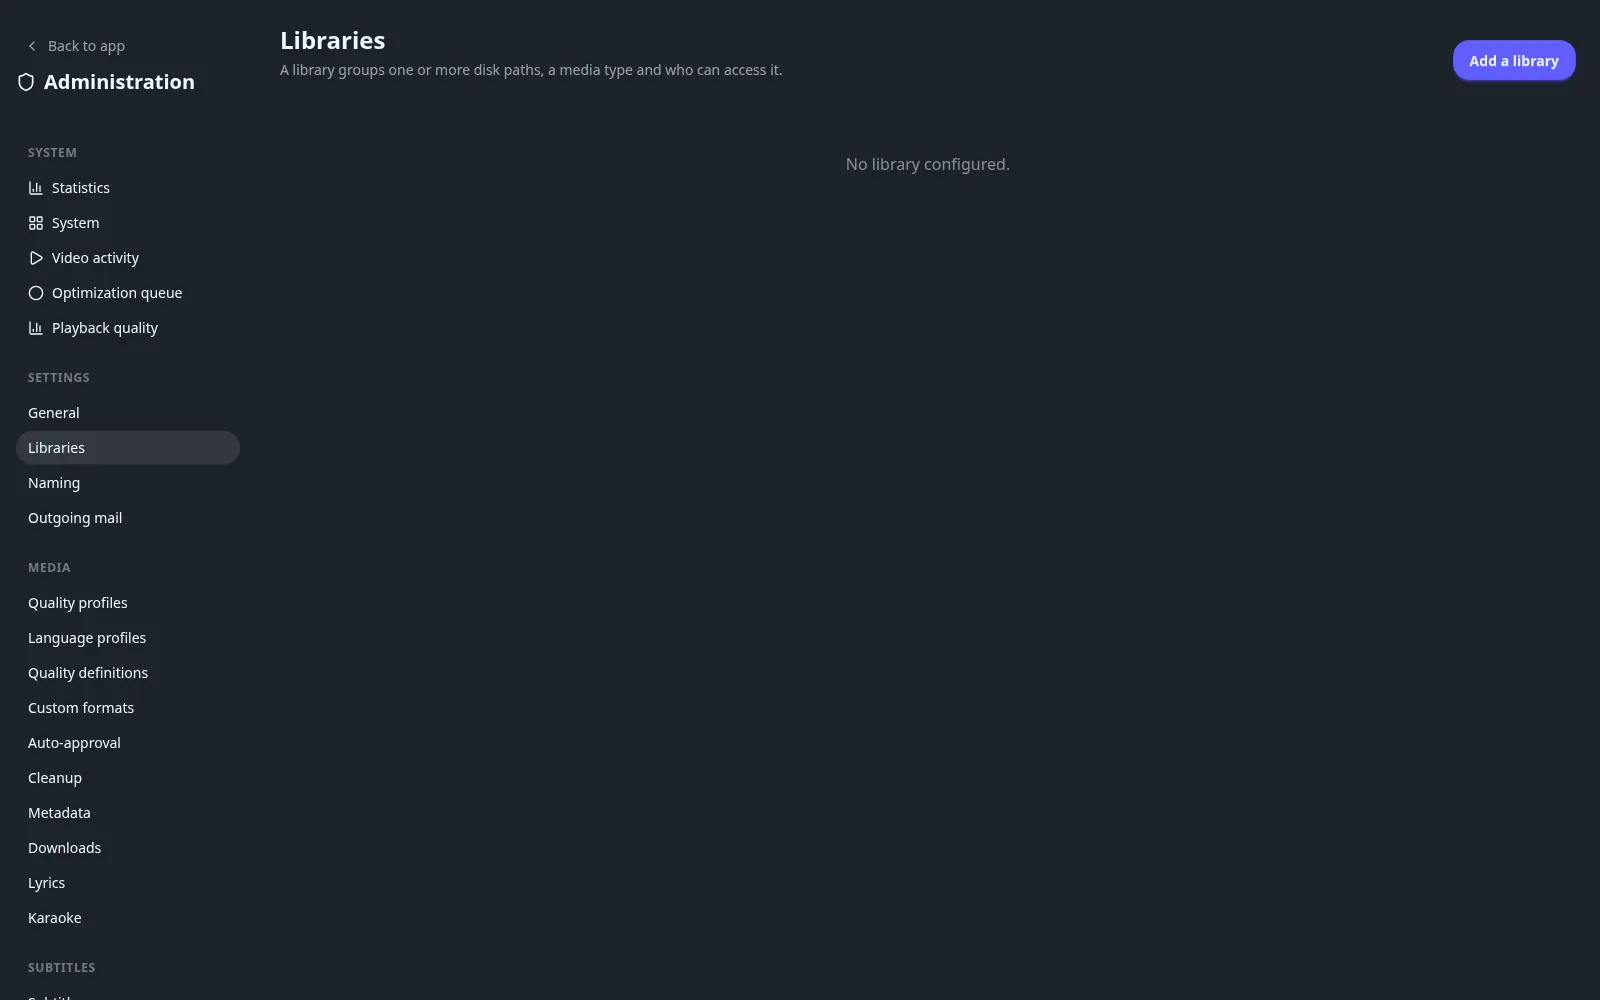 Back to app
Administration
SYSTEM
Statistics
System
Video activity
Optimization queue
Playback quality
SETTINGS
General
Libraries
Naming
Outgoing mail
MEDIA
Quality profiles
Language profiles
Quality definitions
Custom formats
Auto-approval
Cleanup
Metadata
Downloads
Lyrics
Karaoke
SUBTITLES
Libraries
A library groups one or more disk paths, a media type and who can access it.
Add a library
No library configured.